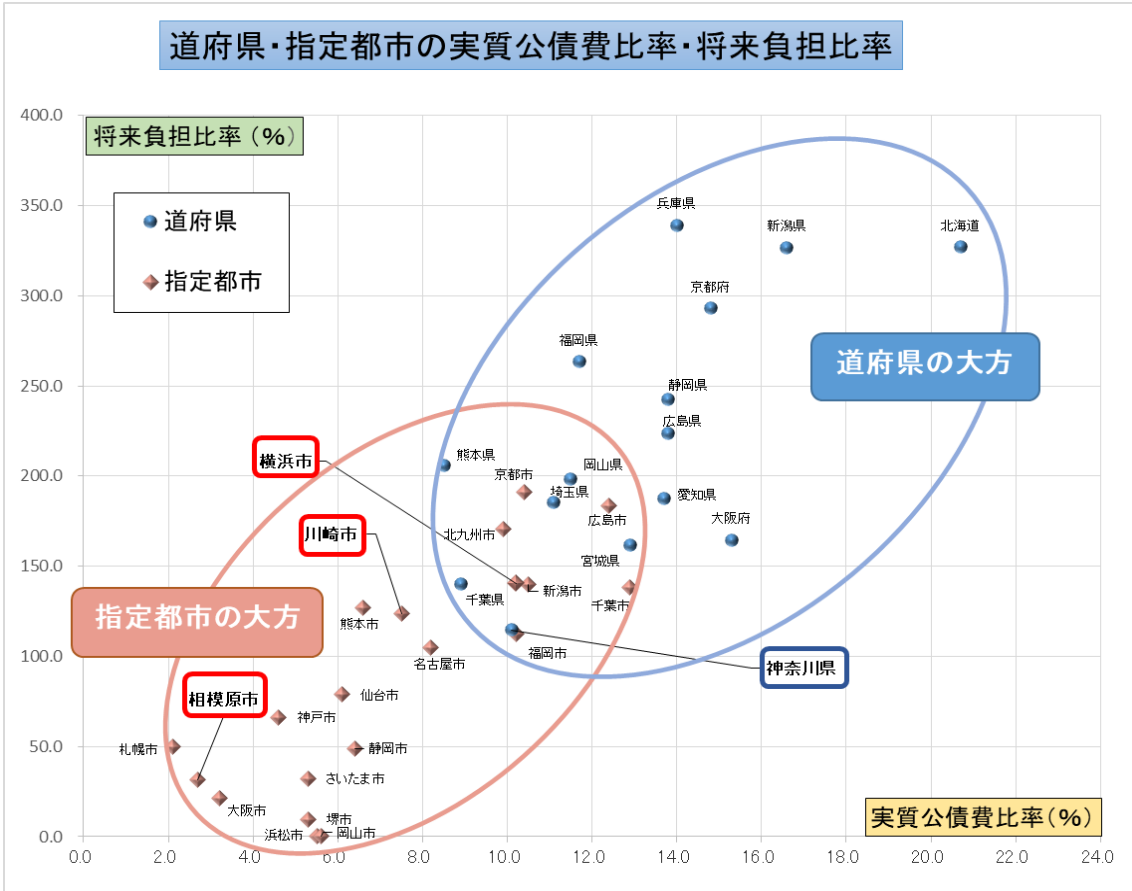 道府県・指定都市の実質公債費比率・将来負担比率
400.0
将来負担比率(%)
道府県
指定都市
350.0
兵庫県
新潟県
北海道
300.0
京都府
福岡県
道府県の大方
250.0
静岡県
広島県
横浜市
熊本県
岡山県
200.0
京都市
埼玉県
愛知県
広島市
大阪府
川崎市
北九州市
宮城県
150.0
千葉県
新潟市
千葉市
指定都市の大方
熊本市
福岡市
神奈川県
名古屋市
100.0
相模原市
仙台市
神戸市
札幌市
静岡市
50.0
さいたま市
大阪市
堺市
実質公債費比率(%)
浜松市
岡山市
0.0
0.0 2.0 4.0 6.0 8.0 10.0 12.0 14.0 16.0 18.0 20.0 22.0 24.0